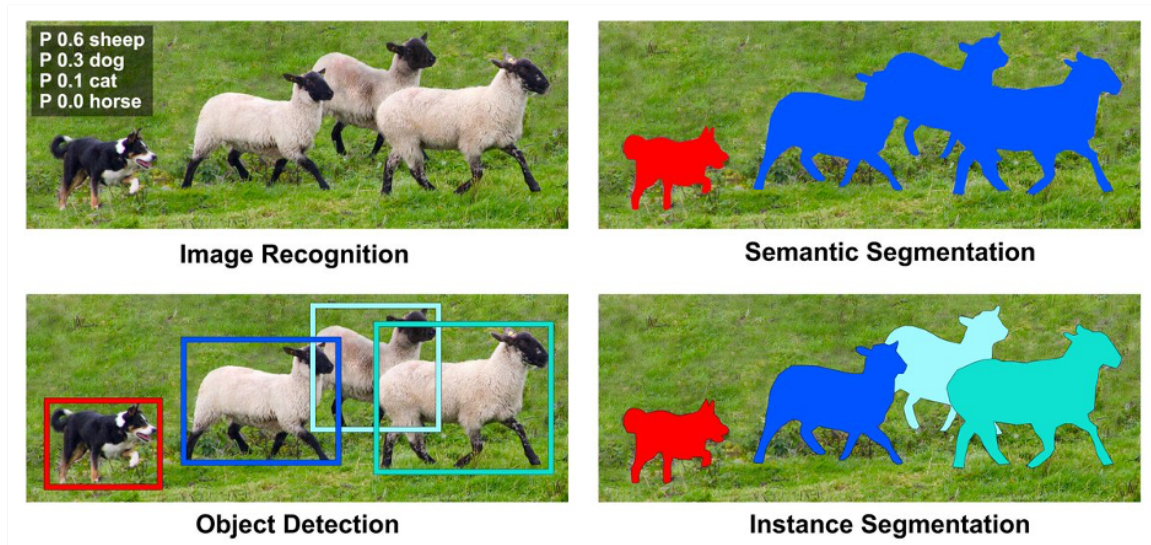 P 0.6 sheep
P 0.3 dog
P 0.1 cat
P 0.0 horse
Image Recognition
Semantic Segmentation
Object Detection
Instance Segmentation